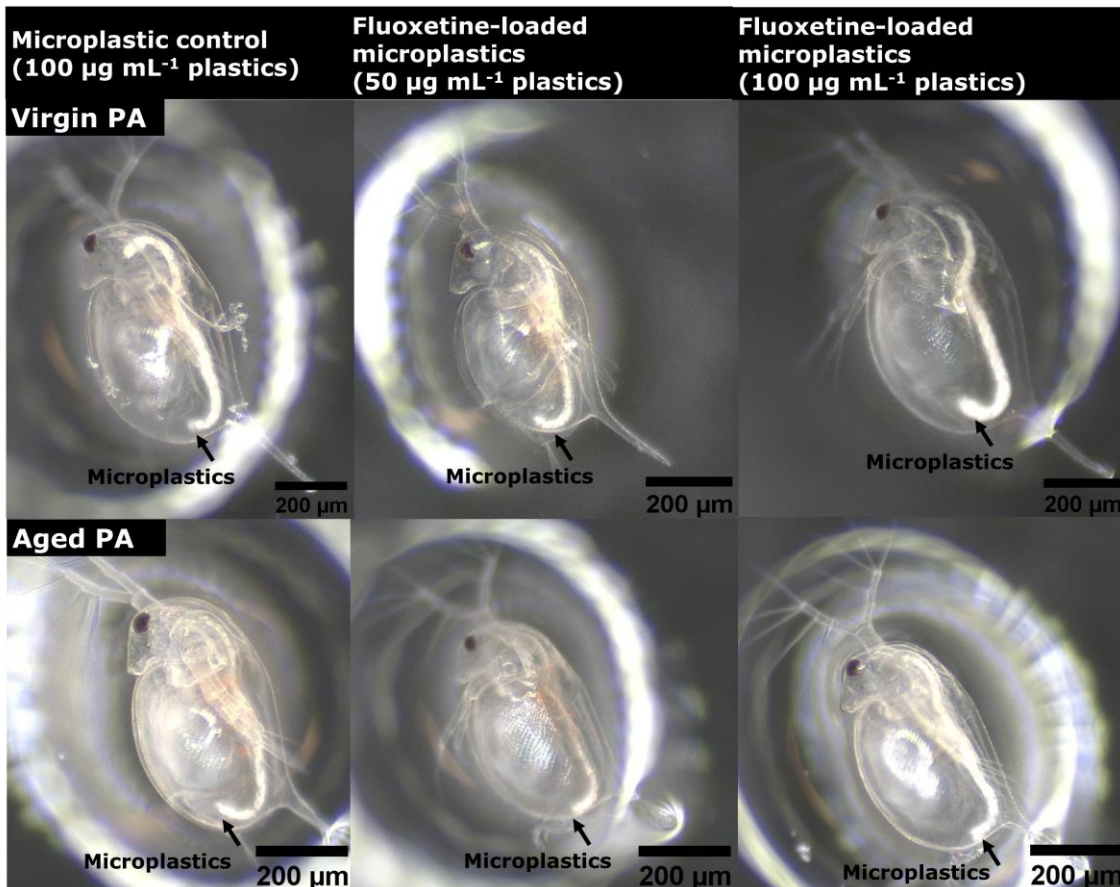 Microplastic control
(100 µg mL⁻¹ plastics)
Fluoxetine-loaded
microplastics
(50 µg mL⁻¹ plastics)
Fluoxetine-loaded
microplastics
(100 µg mL⁻¹ plastics)
Virgin PA
Microplastics
200 µm
Microplastics
200 µm
Microplastics
200 µm
Aged PA
Microplastics
200 µm
Microplastics
200 µm
Microplastics
200 µm